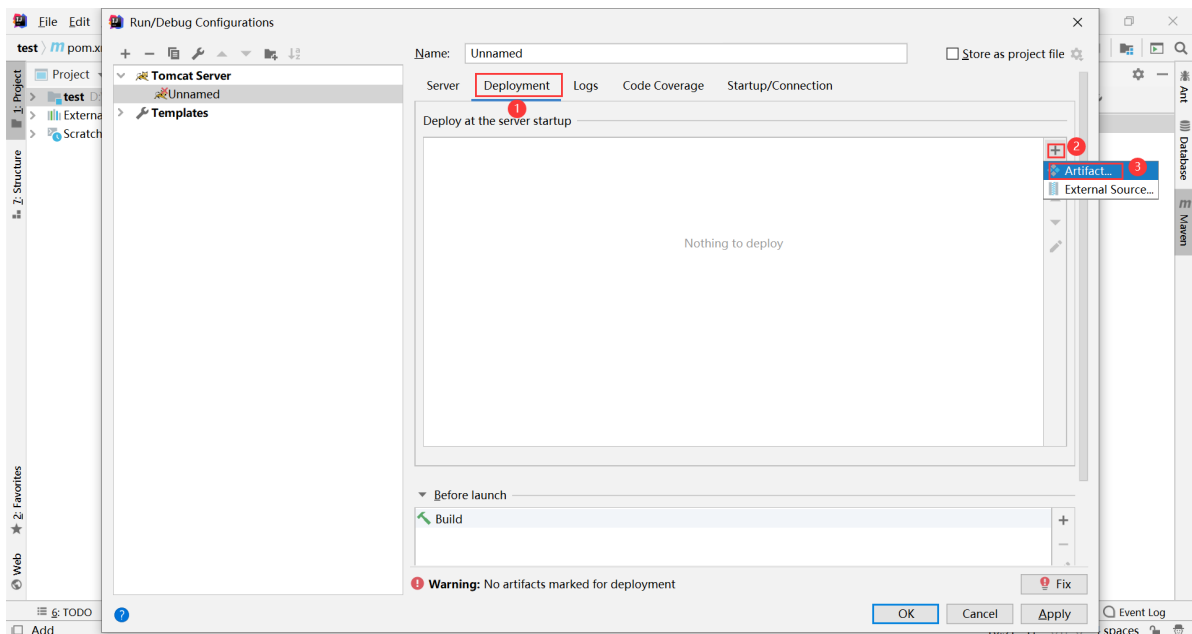 File Edit
Run/Debug Configurations
test
pom.x
1: Project
Project
test D:
Externa
Scratch
7: Structure
2: Favorites
Web
6: TODO
Add
Tomcat Server
Unnamed
Templates
Name: Unnamed
Store as project file
Server Deployment Logs Code Coverage Startup/Connection
1
Deploy at the server startup
2
Artifact... 3
External Source...
Nothing to deploy
Before launch
Build
Warning: No artifacts marked for deployment
Fix
OK Cancel Apply
Ant
Database
m Maven
Event Log
spaces